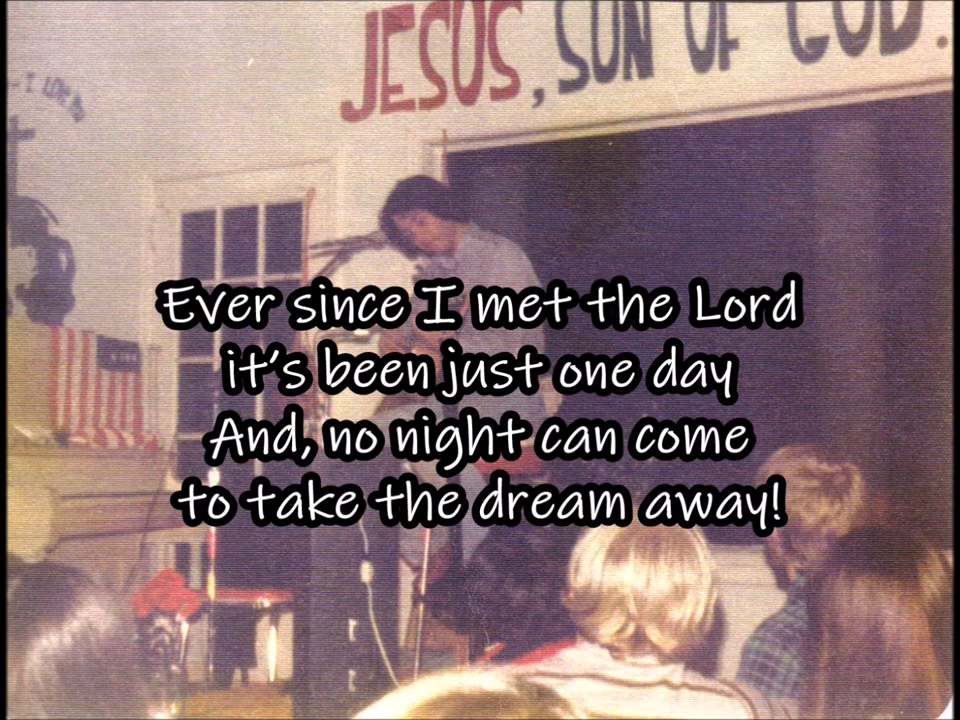 JESUS, SON OF GOD.
Ever since I met the Lord
it's been just one day
And, no night can come
to take the dream away!